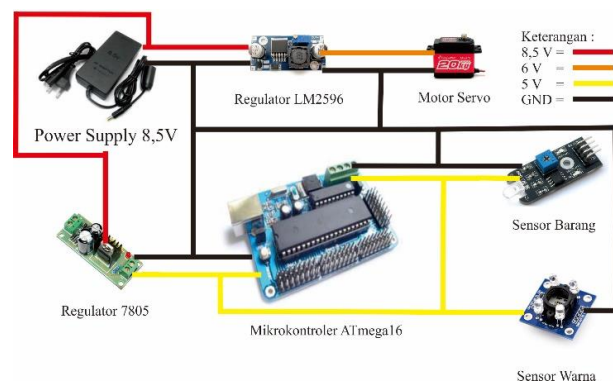 Keterangan :
8,5 V =
6 V =
5 V =
GND =
20KG
Regulator LM2596
Motor Servo
Power Supply 8,5V
Sensor Barang
Regulator 7805
Mikrokontroler ATmega16
Sensor Warna